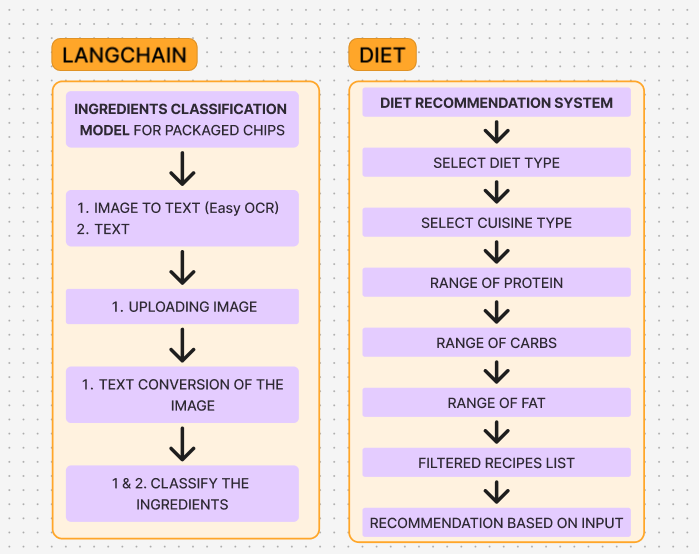 LANGCHAIN
INGREDIENTS CLASSIFICATION
MODEL FOR PACKAGED CHIPS
1. IMAGE TO TEXT (Easy OCR)
2. TEXT
1. UPLOADING IMAGE
1. TEXT CONVERSION OF THE
IMAGE
1 & 2. CLASSIFY THE
INGREDIENTS
DIET
DIET RECOMMENDATION SYSTEM
SELECT DIET TYPE
SELECT CUISINE TYPE
RANGE OF PROTEIN
RANGE OF CARBS
RANGE OF FAT
FILTERED RECIPES LIST
RECOMMENDATION BASED ON INPUT